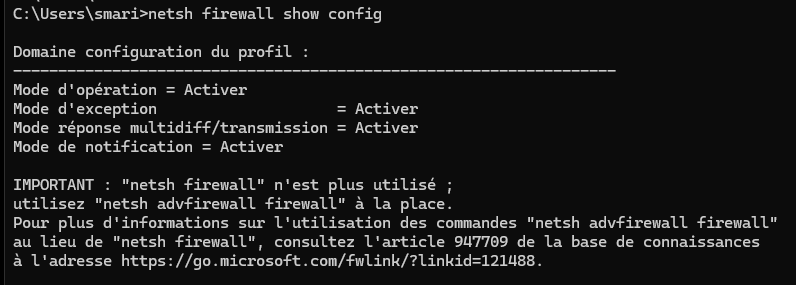 C:\Users\smari>netsh firewall show config
Domaine configuration du profil :
-------------------------------------------------------------------
Mode d'opération = Activer
Mode d'exception                    = Activer
Mode réponse multidiff/transmission = Activer
Mode de notification = Activer
IMPORTANT : "netsh firewall" n'est plus utilisé ;
utilisez "netsh advfirewall firewall" à la place.
Pour plus d'informations sur l'utilisation des commandes "netsh advfirewall firewall"
au lieu de "netsh firewall", consultez l'article 947709 de la base de connaissances
à l'adresse https://go.microsoft.com/fwlink/?linkid=121488.